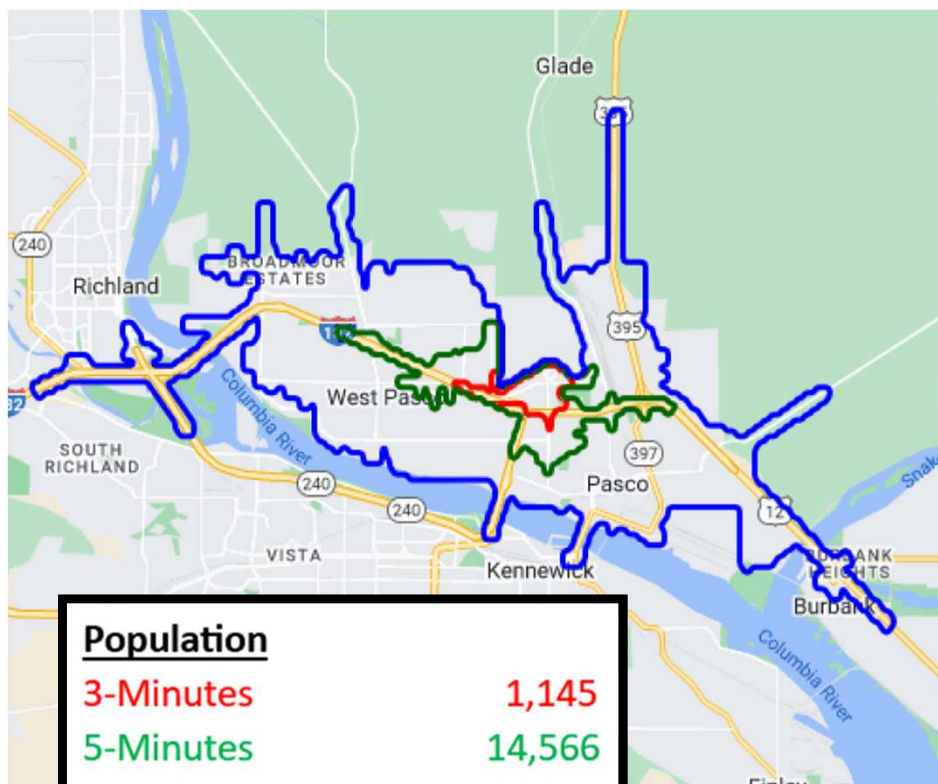 Glade
395
240
BROADMOOR
ESTATES
Richland
395
182
West Pasco
Columbia River
SOUTH
RICHLAND
397
240
Pasco
240
12
VISTA
BURBANK
HEIGHTS
Kennewick
Burbank
Columbia River
Population
3-Minutes 1,145
5-Minutes 14,566